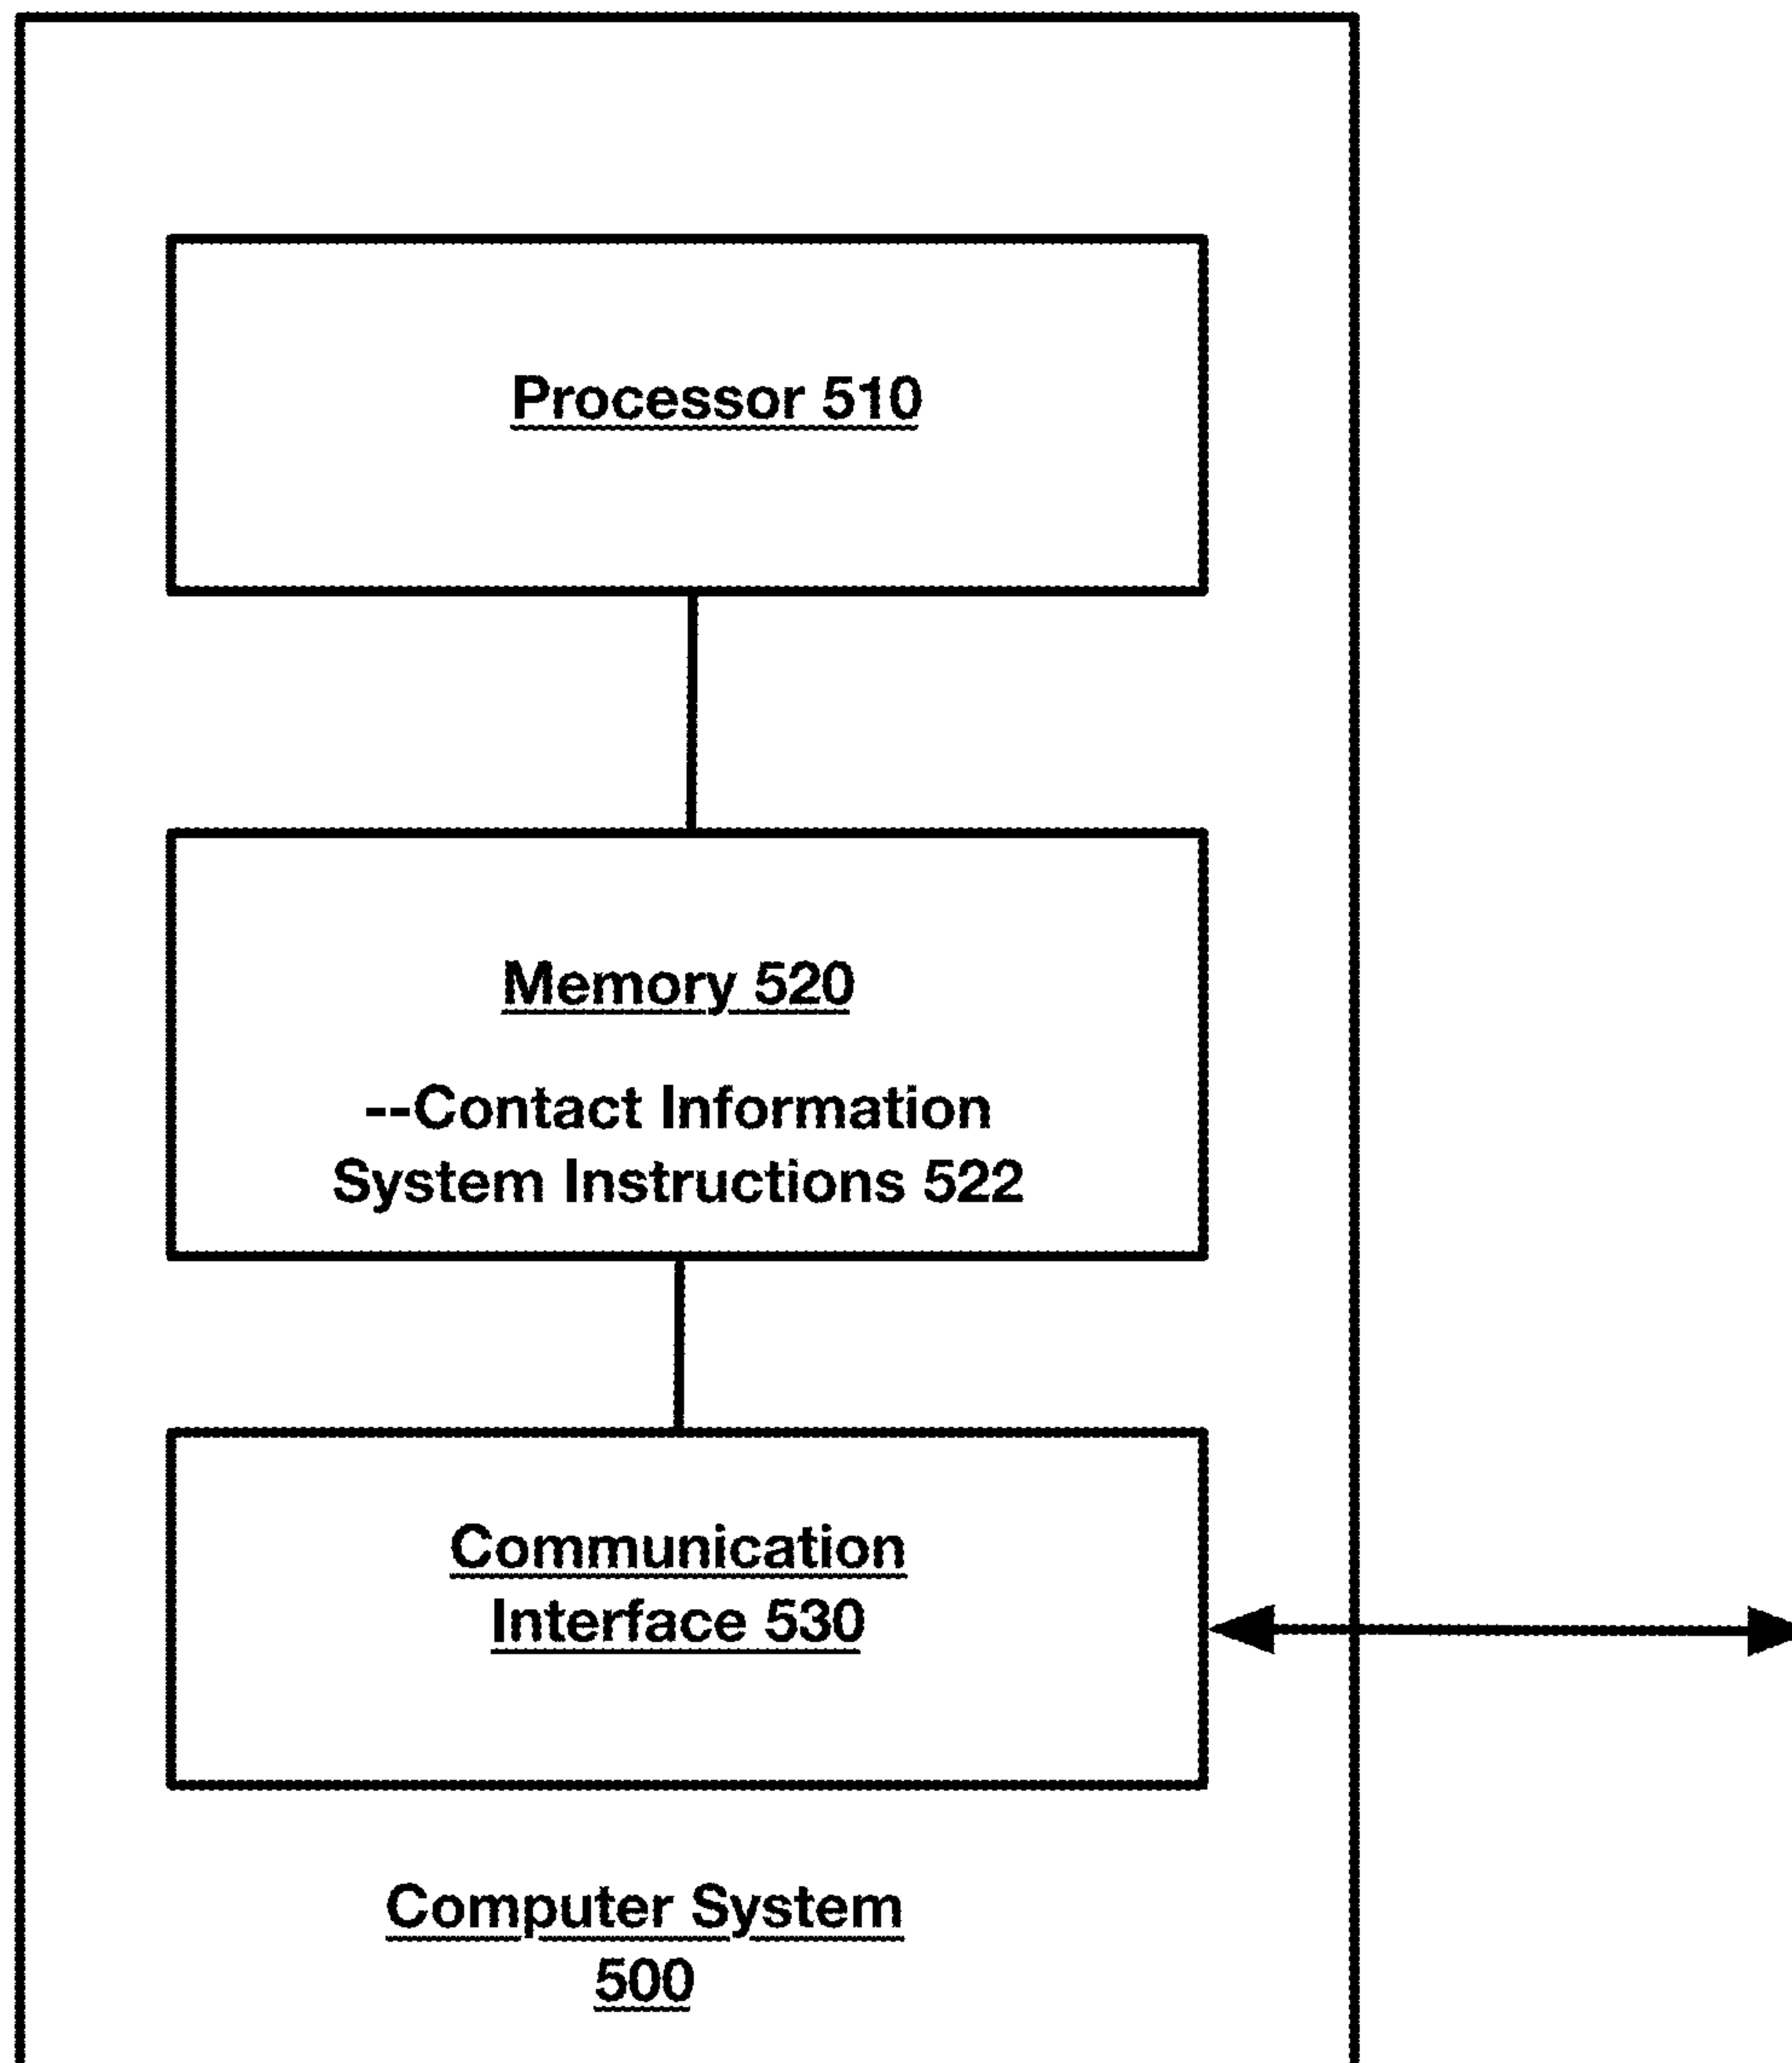 Processor 510
Memory 520
--Contact Information
System Instructions 522
Communication
Interface 530
Computer System
500